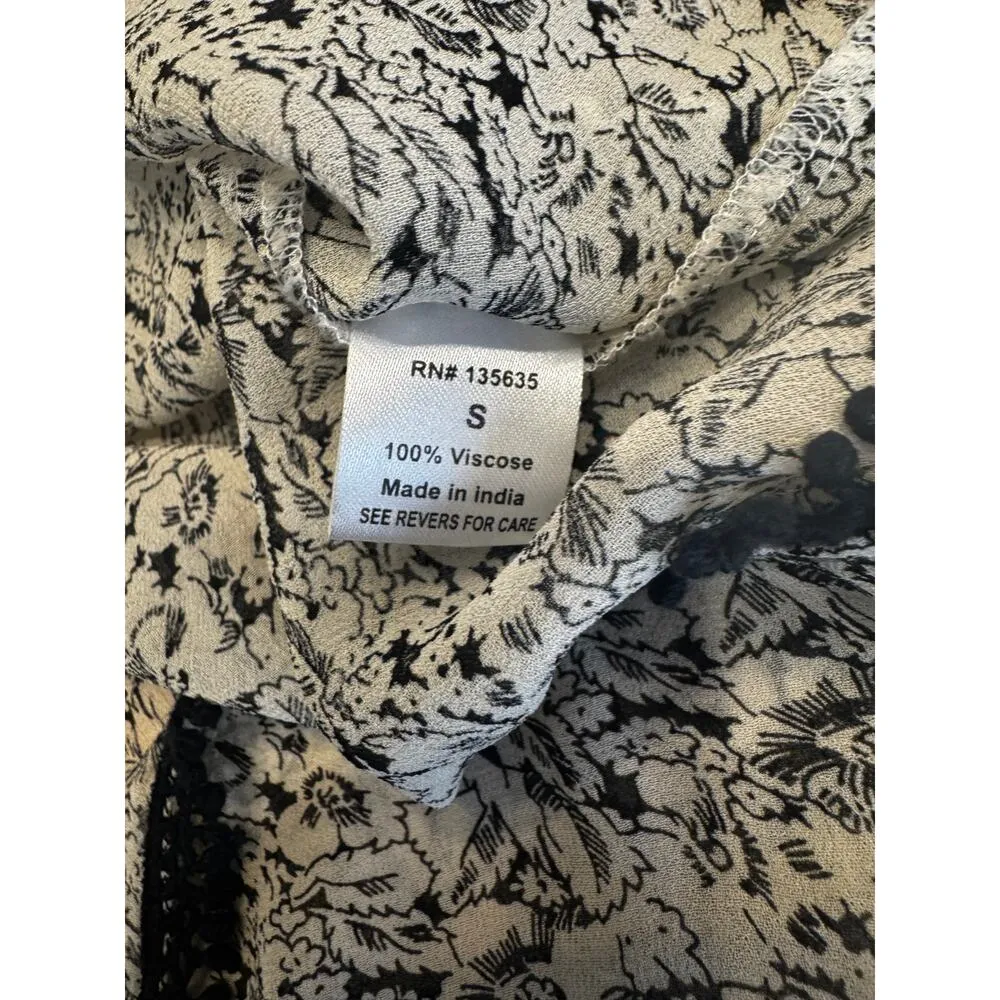 RN# 135635
S
100% Viscose
Made in india
SEE REVERS FOR CARE